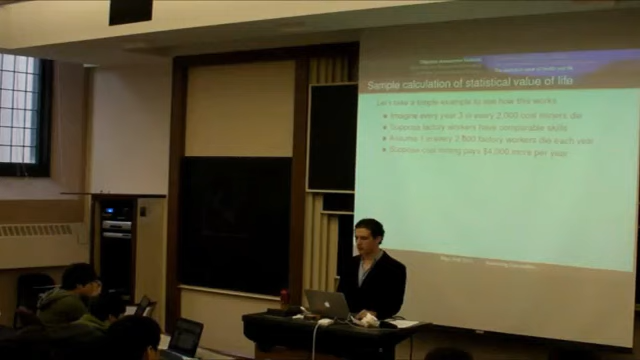 Sample calculation of statistical value of life
Let's take a simple example to see how this works
Imagine every year 3 in every 2,000 coal miners die
Suppose factory workers have comparable skills
Assume 1 in every 2,000 factory workers die each year
Suppose coal mining pays $4,000 more per year